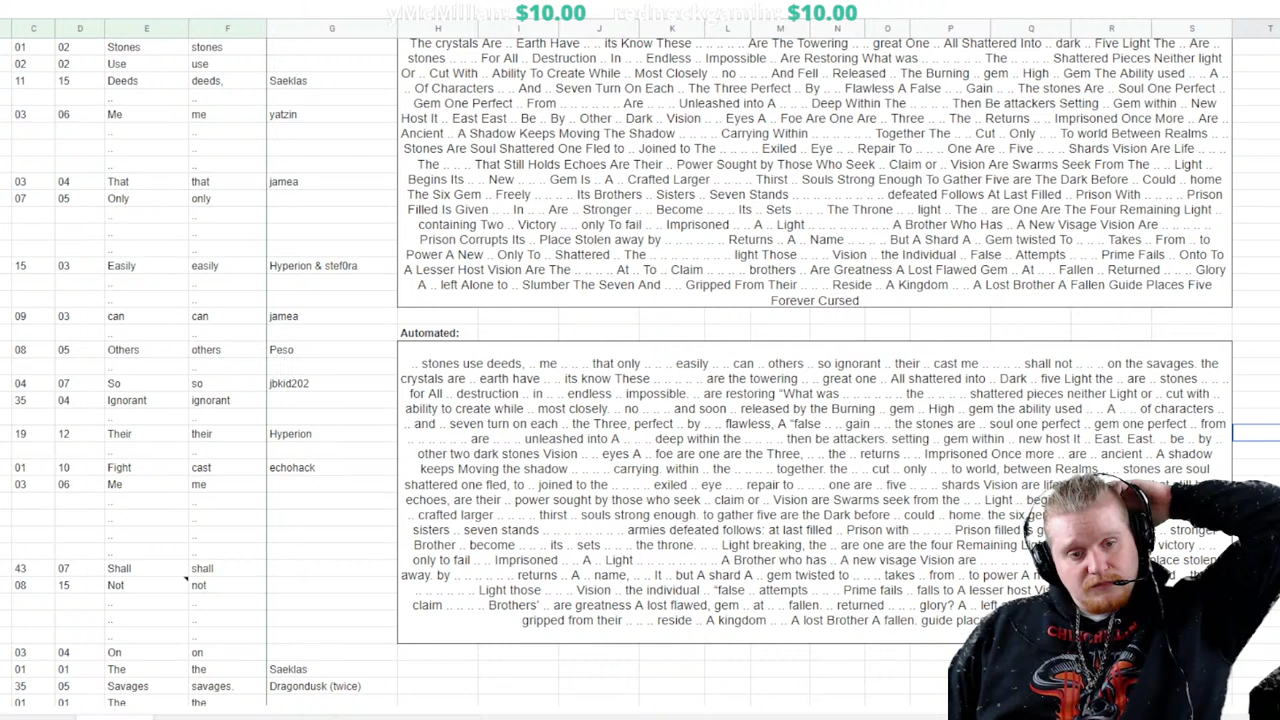 yMcMillan: $10.00 redneckgamin: $10.00
C D E F G H I J K L M N O P Q R S T
01 02 Stones stones
02 02 Use use
11 15 Deeds deeds, Saeklas
.. ..
03 06 Me me yatzin
.. ..
.. ..
.. ..
03 04 That that jamea
07 05 Only only
.. ..
.. ..
.. ..
15 03 Easily easily Hyperion & stef0ra
.. ..
.. ..
09 03 can can jamea
.. ..
08 05 Others others Peso
.. ..
04 07 So so jbkid202
35 04 Ignorant ignorant
.. ..
19 12 Their their Hyperion
.. ..
01 10 Fight cast echohack
03 06 Me me
.. ..
.. ..
.. ..
.. ..
43 07 Shall shall
08 15 Not not
.. ..
.. ..
.. ..
03 04 On on
01 01 The the Saeklas
35 05 Savages savages. Dragondusk (twice)
01 01 The the
The crystals Are .. Earth Have .. .. its Know These .. .. .. .. Are The Towering .. .. great One .. All Shattered Into .. dark .. Five Light The .. Are ..
stones .. .. .. For All .. Destruction .. In .. .. Endless .. Impossible .. Are Restoring What was .. .. .. .. The .. .. .. Shattered Pieces Neither light
Or .. Cut With .. Ability To Create While .. Most Closely .. no .. .. And Fell .. Released .. The Burning .. gem .. High .. Gem The Ability used .. .. A
.. Of Characters .. .. And .. Seven Turn On Each .. .. The Three Perfect .. By .. Flawless A False .. Gain .. The stones Are .. Soul One Perfect ..
Gem One Perfect .. From .. .. .. .. Are .. .. Unleashed into A .. .. Deep Within The .. .. .. Then Be attackers Setting .. Gem within .. New
Host It .. East East .. Be .. By .. Other .. Dark .. Vision .. Eyes A .. Foe Are One Are .. Three .. .. The .. Returns .. Imprisoned Once More .. Are ..
Ancient .. A Shadow Keeps Moving The Shadow .. .. .. Carrying Within .. .. .. .. Together The .. Cut .. Only .. .. To world Between Realms ..
Stones Are Soul Shattered One Fled to .. Joined to The .. .. .. Exiled .. Eye .. Repair To .. .. One Are .. Five .. .. Shards Vision Are Life .. ..
The .. .. .. That Still Holds Echoes Are Their .. Power Sought by Those Who Seek .. Claim or .. Vision Are Swarms Seek From The .. .. Light ..
Begins Its .. .. New .. .. Gem Is .. A .. Crafted Larger .. .. .. Thirst .. Souls Strong Enough To Gather Five are The Dark Before .. Could .. home
The Six Gem .. Freely .. .. .. Its Brothers .. Sisters .. Seven Stands .. .. .. .. .. .. .. .. defeated Follows At Last Filled .. Prison With .. .. .. .. Prison
Filled Is Given .. .. In .. Are .. Stronger .. .. Become .. .. Its .. Sets .. .. The Throne .. .. light .. The .. are One Are The Four Remaining Light ..
containing Two .. Victory .. .. only To fail .. Imprisoned .. .. A .. Light .. .. .. .. .. .. A Brother Who Has .. A New Visage Vision Are .. .. ..
Prison Corrupts Its .. Place Stolen away by .. .. .. .. .. Returns .. A .. Name .. .. .. But A Shard A .. Gem twisted To .. .. .. Takes .. From .. to
Power A New .. Only To .. Shattered .. The .. .. .. .. light Those .. .. Vision .. the Individual .. False .. Attempts .. .. Prime Fails .. Onto To
A Lesser Host Vision Are The .. .. .. At .. To .. Claim .. .. .. brothers .. Are Greatness A Lost Flawed Gem .. At .. Fallen .. Returned .. .. Glory
A .. left Alone to .. Slumber The Seven And .. .. Gripped From Their .. .. Reside .. A Kingdom .. .. A Lost Brother A Fallen Guide Places Five
Forever Cursed
Automated:
.. stones use deeds, .. me .. .. .. that only .. .. .. easily .. .. can .. others .. so ignorant .. their .. cast me .. .. .. .. shall not .. .. .. on the savages. the
crystals are .. earth have .. .. its know These .. .. .. .. are the towering .. .. great one .. All shattered into .. Dark .. five Light the .. are .. stones .. .. ..
for All .. destruction .. in .. .. endless .. impossible. .. are restoring “What was .. .. .. .. the .. .. .. shattered pieces neither Light or .. cut with ..
ability to create while .. most closely. .. no .. .. and soon .. released by the Burning .. gem .. High .. gem the ability used .. .. A .. of characters
.. .. and .. seven turn on each .. .. the Three, perfect .. by .. flawless, A “false .. gain .. the stones are .. soul one perfect .. gem one perfect .. from
.. .. .. .. are .. .. unleashed into A .. .. deep within the .. .. .. then be attackers. setting .. gem within .. new host It .. East. East. .. be .. by ..
other two dark stones Vision .. eyes A .. foe are one are the Three, .. .. the .. returns .. Imprisoned Once more .. are .. ancient .. A shadow
keeps Moving the shadow .. .. .. carrying. within .. the .. .. .. together. the .. cut .. only .. .. to world, between Realms .. stones are soul
shattered one fled, to .. joined to the .. .. .. exiled .. eye .. repair to .. .. one are .. five .. .. shards Vision are
echoes, are their .. power sought by those who seek .. claim or .. Vision are Swarms seek from the .. .. Light ..
.. crafted larger .. .. .. thirst .. souls strong enough. to gather five are the Dark before .. could .. home. the
sisters .. seven stands .. .. .. .. .. .. .. .. armies defeated follows: at last filled .. Prison with .. .. .. .. Prison filled
Brother .. become .. .. its .. sets .. .. the throne. .. .. Light breaking, the .. are one are the four Remaining
only to fail .. Imprisoned .. .. A .. Light .. .. .. .. .. .. A Brother who has .. A new visage Vision are
away. by .. .. .. .. .. returns .. A .. name, .. .. It .. but A shard A .. gem twisted to .. .. .. takes .. from .. to power A
.. .. .. .. Light those .. .. Vision .. the individual .. “false .. attempts .. .. Prime fails .. falls to A lesser host
claim .. .. .. Brothers’ .. are greatness A lost flawed, gem .. at .. fallen. .. returned .. .. glory? A ..
gripped from their .. .. reside .. A kingdom .. .. A lost Brother A fallen. guide